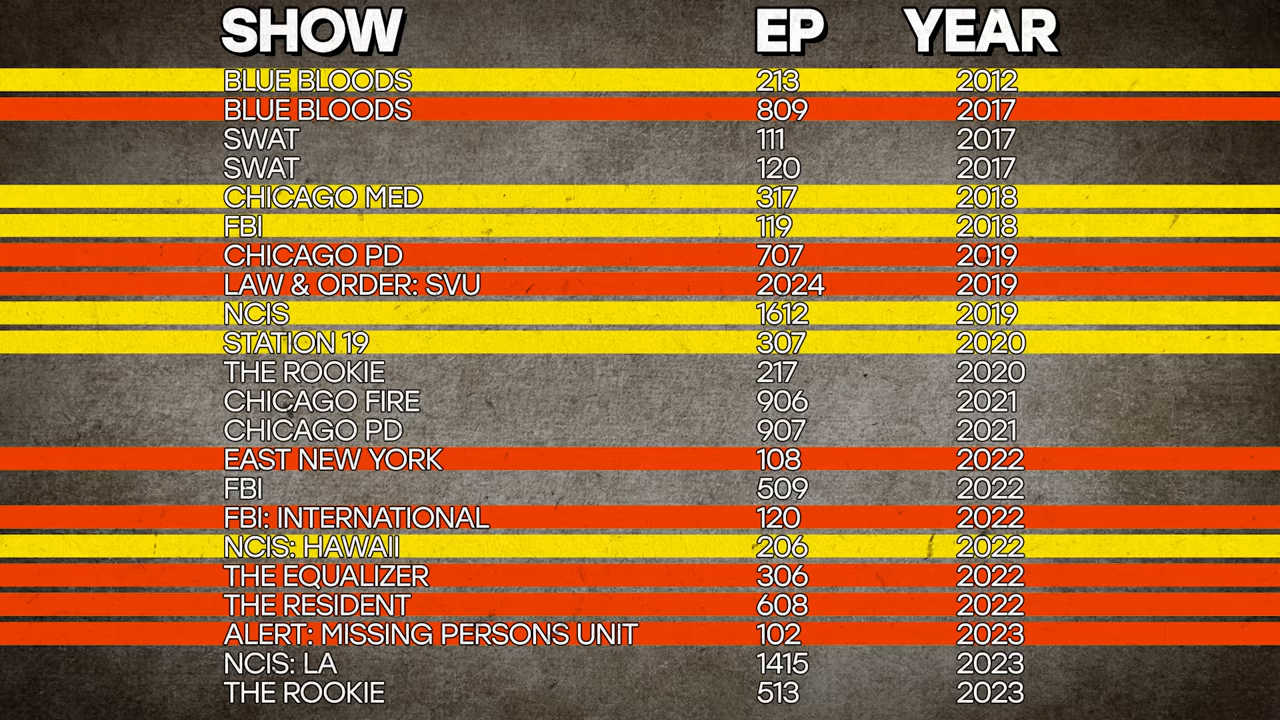 SHOW EP YEAR
BLUE BLOODS 213 2012
BLUE BLOODS 809 2017
SWAT 111 2017
SWAT 120 2017
CHICAGO MED 317 2018
FBI 119 2018
CHICAGO PD 707 2019
LAW & ORDER: SVU 2024 2019
NCIS 1612 2019
STATION 19 307 2020
THE ROOKIE 217 2020
CHICAGO FIRE 906 2021
CHICAGO PD 907 2021
EAST NEW YORK 108 2022
FBI 509 2022
FBI: INTERNATIONAL 120 2022
NCIS: HAWAII 206 2022
THE EQUALIZER 306 2022
THE RESIDENT 608 2022
ALERT: MISSING PERSONS UNIT 102 2023
NCIS: LA 1415 2023
THE ROOKIE 513 2023